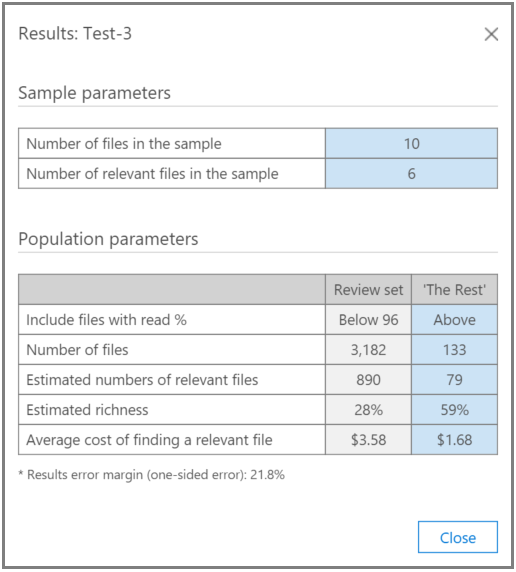 Results: Test-3
Sample parameters
Number of files in the sample 10
Number of relevant files in the sample 6
Population parameters
Review set 'The Rest'
Include files with read % Below 96 Above
Number of files 3,182 133
Estimated numbers of relevant files 890 79
Estimated richness 28% 59%
Average cost of finding a relevant file $3.58 $1.68
* Results error margin (one-sided error): 21.8%
Close